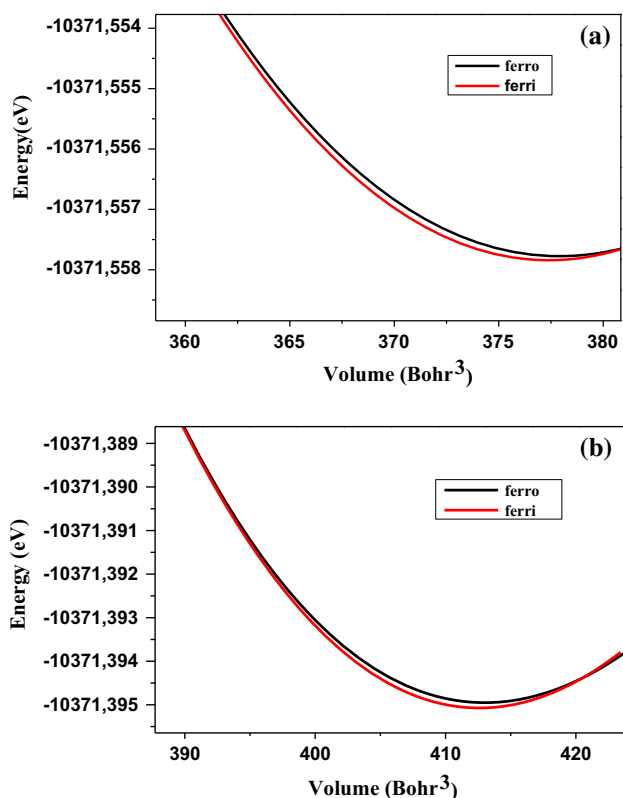 (a)
ferro
ferri
-10371,554
-10371,555
-10371,556
-10371,557
-10371,558
Energy(eV)
360 365 370 375 380
Volume (Bohr³)
(b)
ferro
ferri
-10371,389
-10371,390
-10371,391
-10371,392
-10371,393
-10371,394
-10371,395
Energy (eV)
390 400 410 420
Volume (Bohr³)